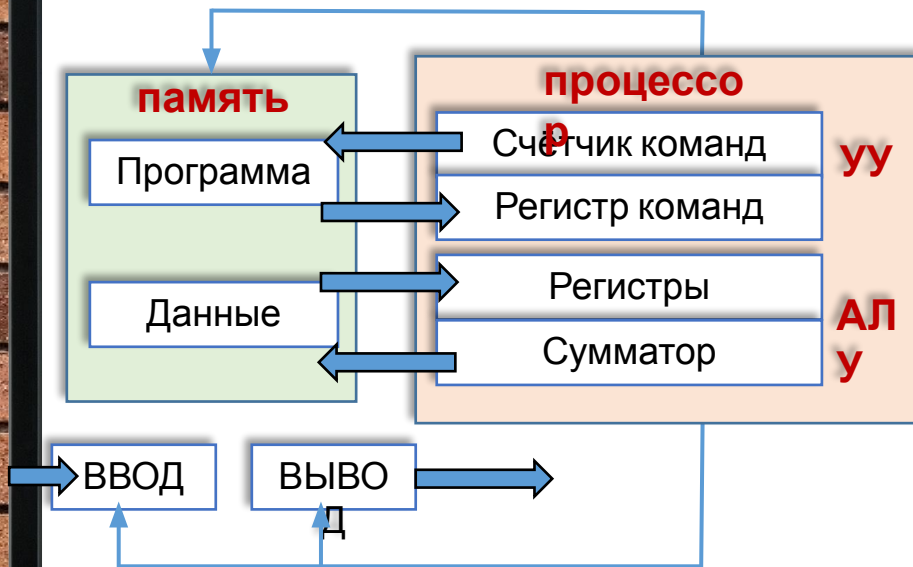 память
процессо
р
Счётчик команд
УУ
Программа
Регистр команд
Регистры
Данные
АЛ
У
Сумматор
ВВОД
ВЫВО
Д